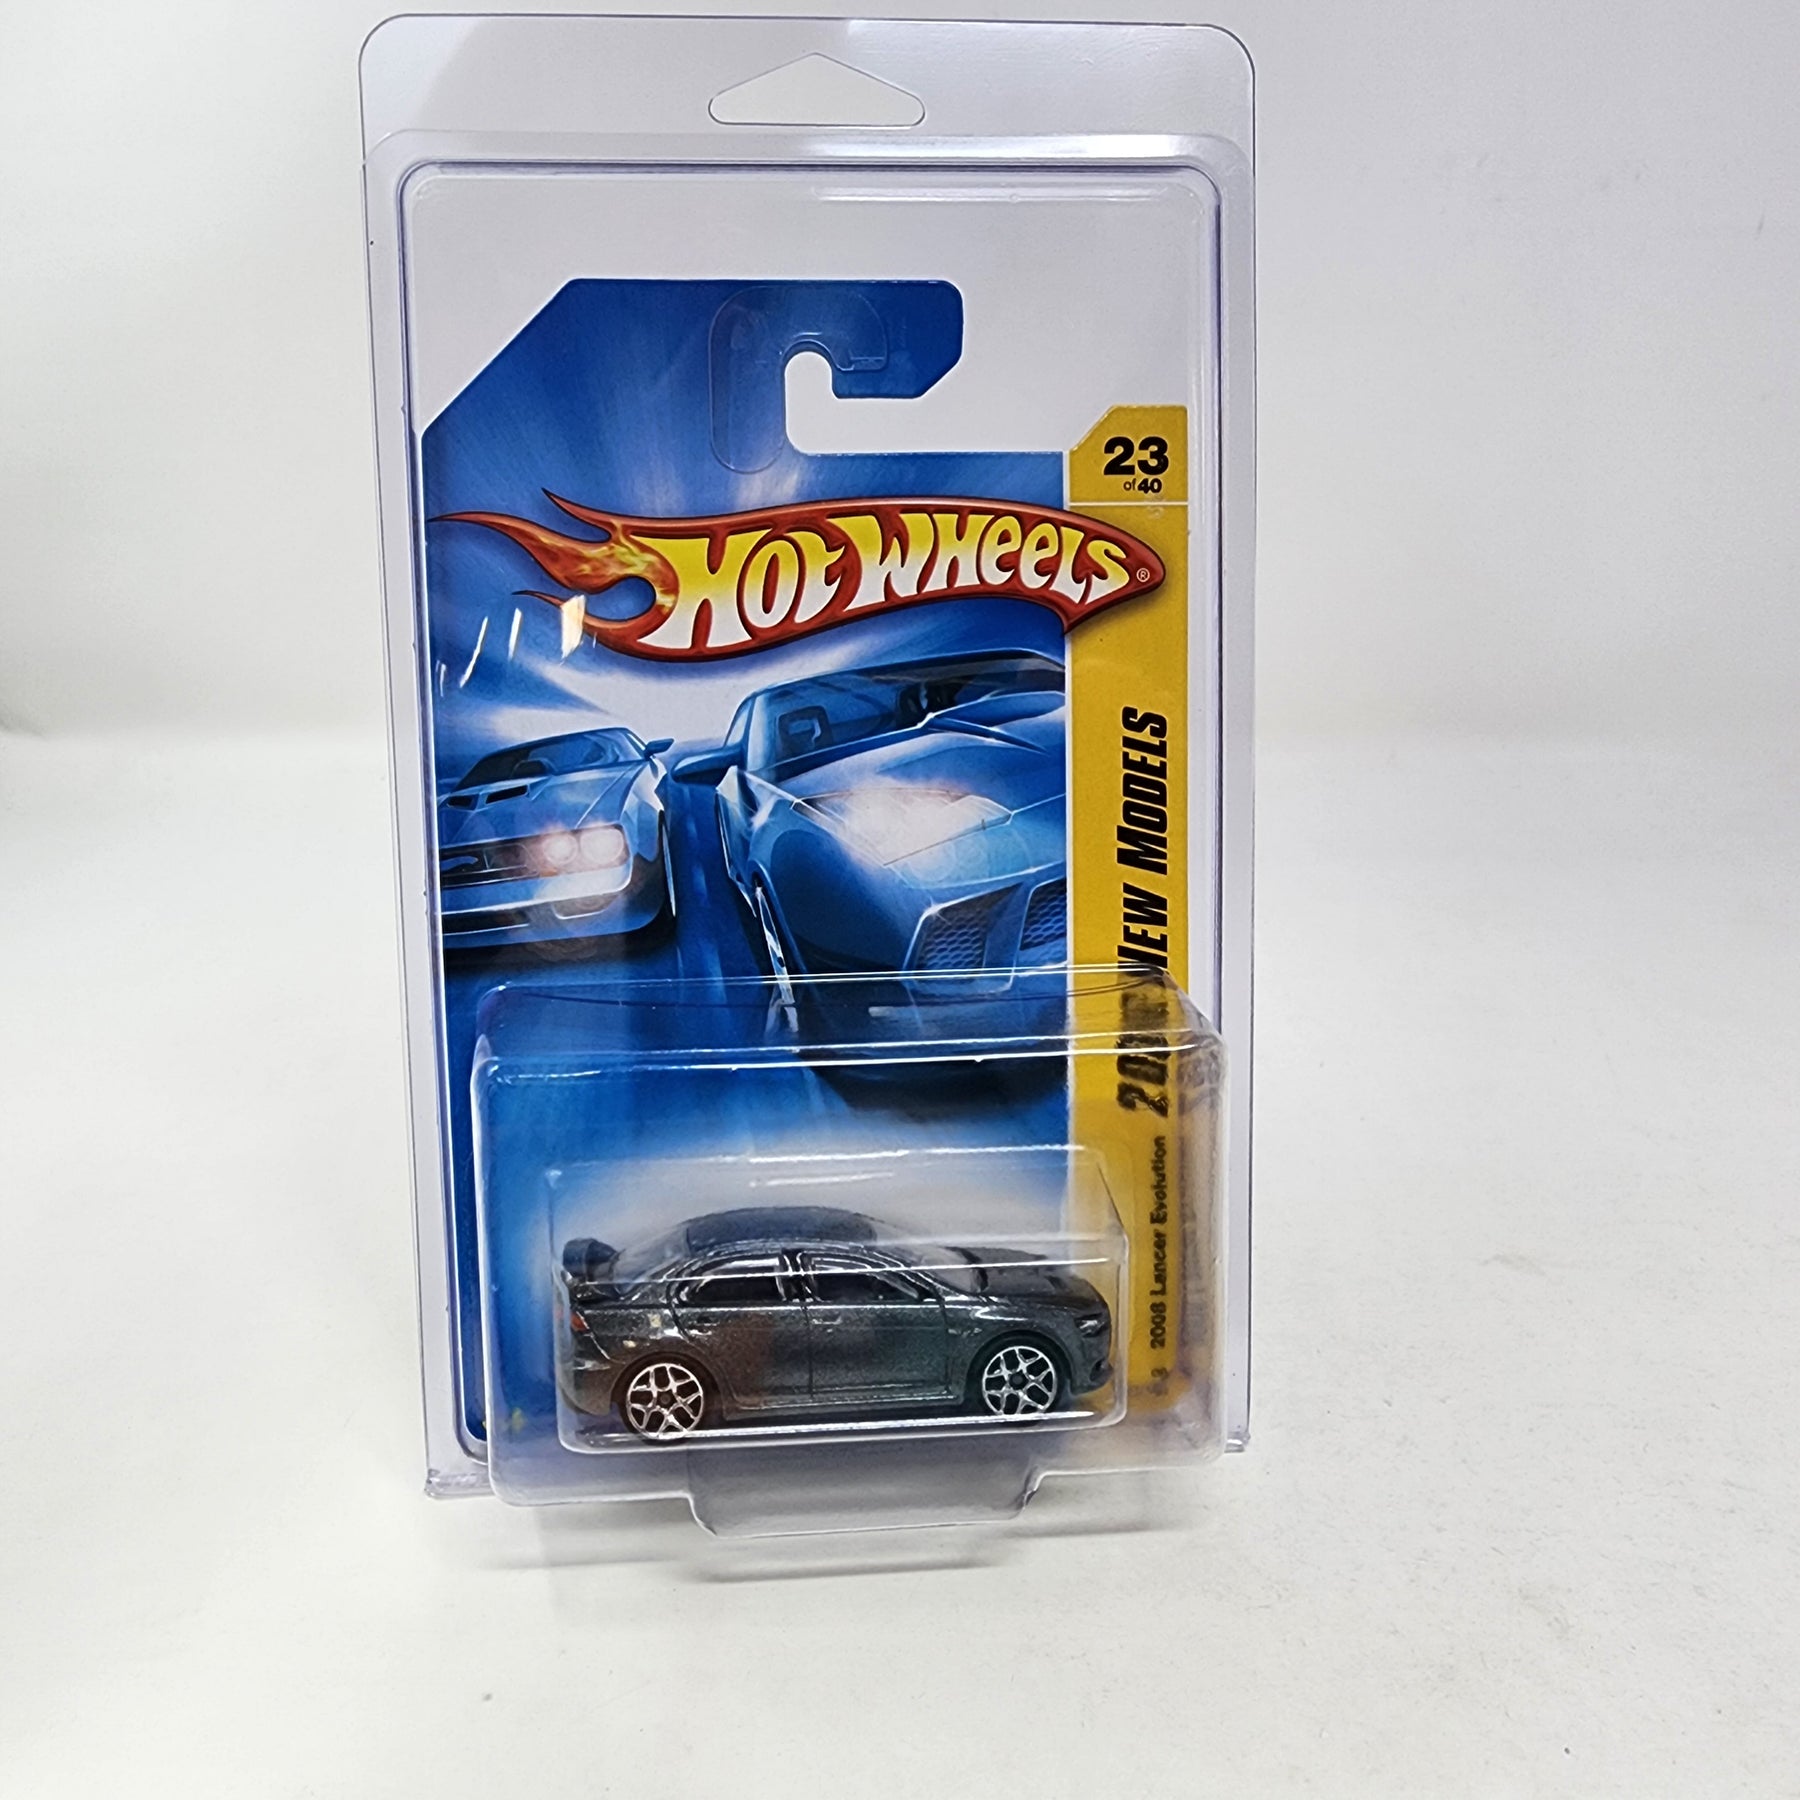 23
of 40
HOT WHEELS®
NEW MODELS
2008 Lancer Evolution